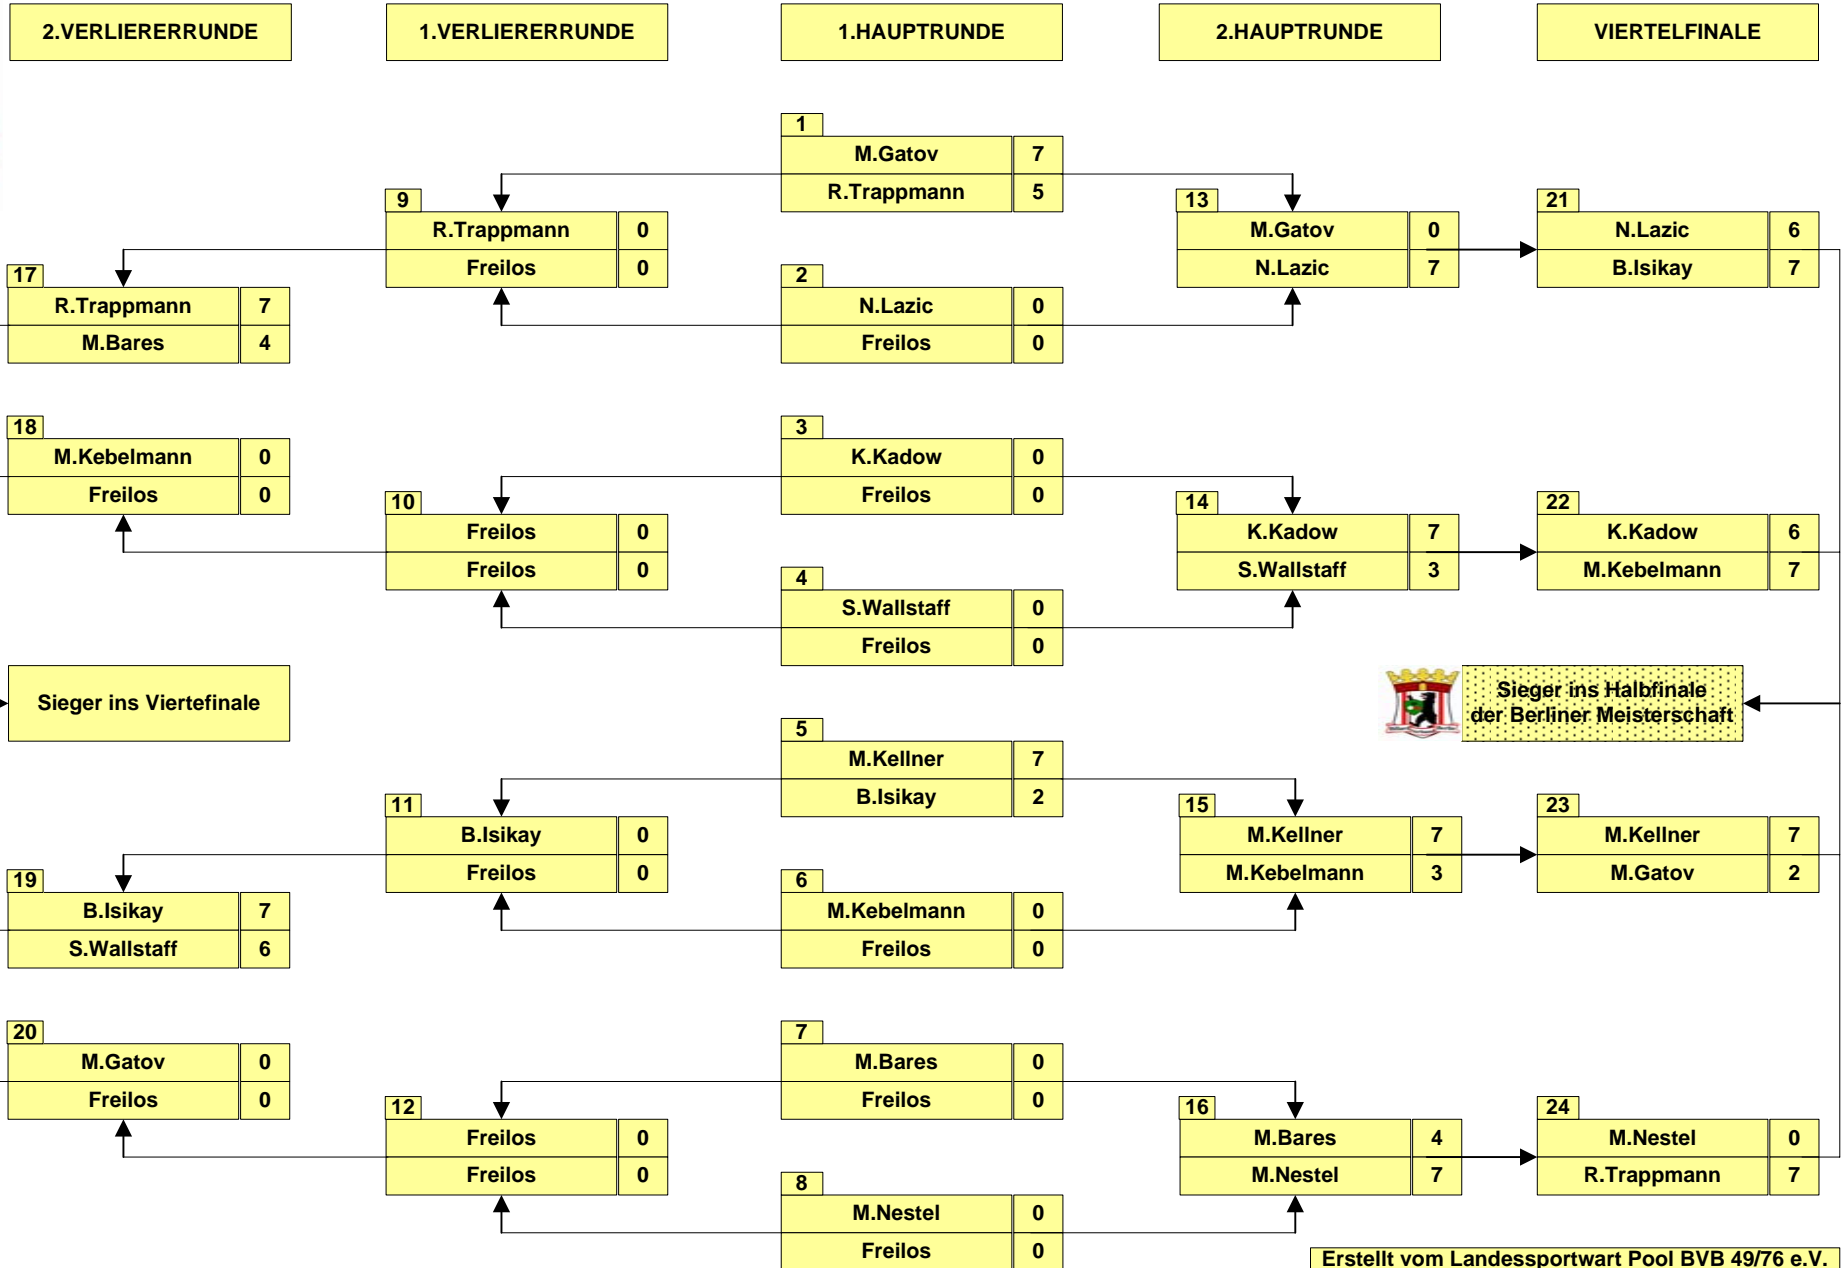 2.VERLIERERRUNDE
1.VERLIERERRUNDE
1.HAUPTRUNDE
2.HAUPTRUNDE
VIERTELFINALE
17
R.Trappmann 7
M.Bares 4
18
M.Kebelmann 0
Freilos 0
Sieger ins Viertefinale
19
B.Isikay 7
S.Wallstaff 6
20
M.Gatov 0
Freilos 0
9
R.Trappmann 0
Freilos 0
10
Freilos 0
Freilos 0
11
B.Isikay 0
Freilos 0
12
Freilos 0
Freilos 0
1
M.Gatov 7
R.Trappmann 5
2
N.Lazic 0
Freilos 0
3
K.Kadow 0
Freilos 0
4
S.Wallstaff 0
Freilos 0
5
M.Kellner 7
B.Isikay 2
6
M.Kebelmann 0
Freilos 0
7
M.Bares 0
Freilos 0
8
M.Nestel 0
Freilos 0
13
M.Gatov 0
N.Lazic 7
14
K.Kadow 7
S.Wallstaff 3
15
M.Kellner 7
M.Kebelmann 3
16
M.Bares 4
M.Nestel 7
21
N.Lazic 6
B.Isikay 7
22
K.Kadow 6
M.Kebelmann 7
Sieger ins Halbfinale
der Berliner Meisterschaft
23
M.Kellner 7
M.Gatov 2
24
M.Nestel 0
R.Trappmann 7
Erstellt vom Landessportwart Pool BVB 49/76 e.V.